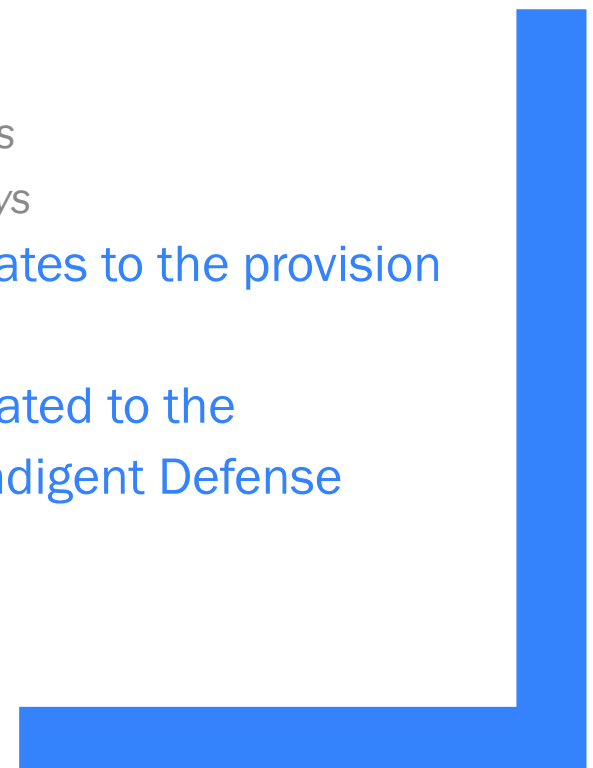 s
ys
ates to the provision
ated to the
ndigent Defense